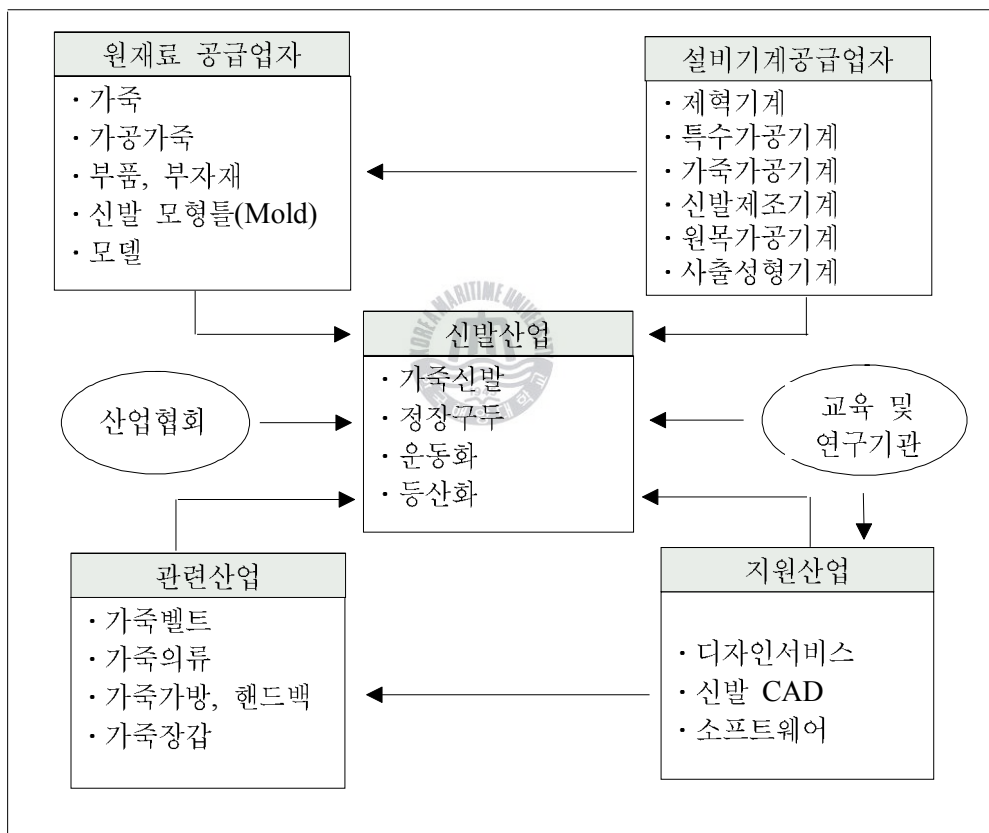 원재료 공급업자
· 가죽
· 가공가죽
· 부품, 부자재
· 신발 모형틀(Mold)
· 모델
설비기계공급업자
· 제혁기계
· 특수가공기계
· 가죽가공기계
· 신발제조기계
· 원목가공기계
· 사출성형기계
KOREA MARITIME UNIVERSITY
1945
신발산업
· 가죽신발
· 정장구두
· 운동화
· 등산화
산업협회
교육 및
연구기관
관련산업
· 가죽벨트
· 가죽의류
· 가죽가방, 핸드백
· 가죽장갑
지원산업
· 디자인서비스
· 신발 CAD
· 소프트웨어